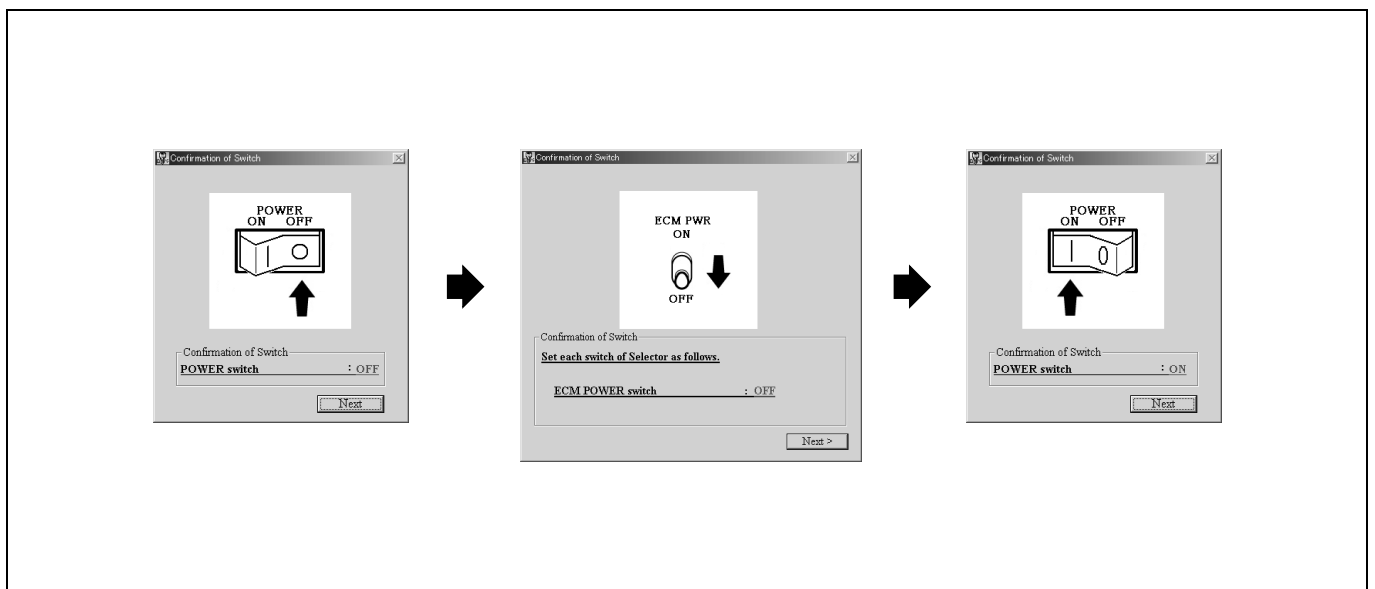 Confirmation of Switch
POWER
ON OFF
Confirmation of Switch
POWER switch : OFF
Next
Confirmation of Switch
ECM PWR
ON
OFF
Confirmation of Switch
Set each switch of Selector as follows.
ECM POWER switch : OFF
Next >
Confirmation of Switch
POWER
ON OFF
Confirmation of Switch
POWER switch : ON
Next